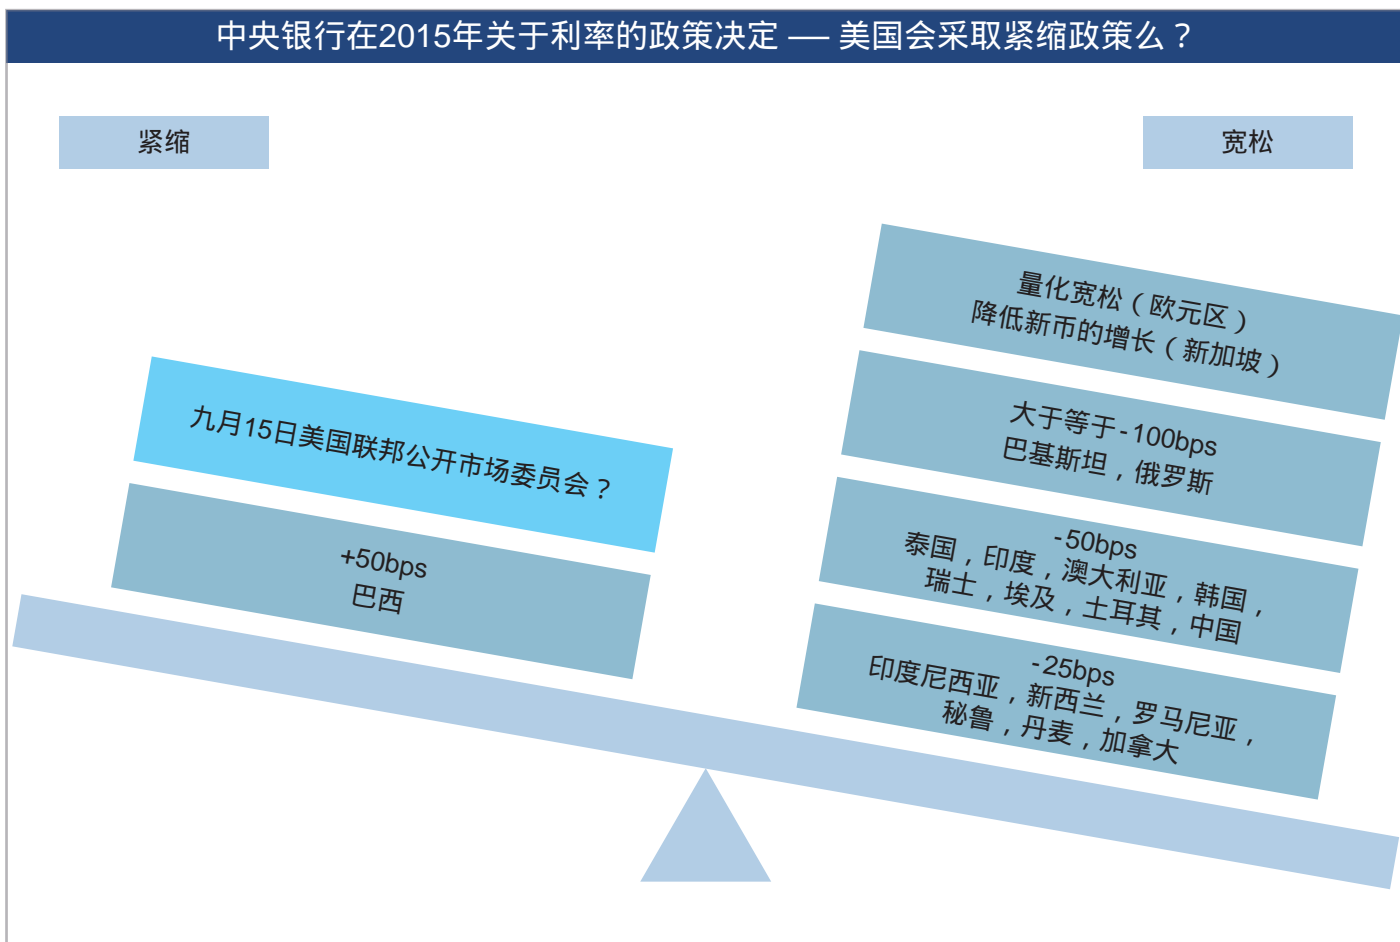 中央银行在2015年关于利率的政策决定 — 美国会采取紧缩政策么？
紧缩
宽松
九月15日美国联邦公开市场委员会？
+50bps
巴西
量化宽松（欧元区）
降低新币的增长（新加坡）
大于等于-100bps
巴基斯坦，俄罗斯
-50bps
泰国，印度，澳大利亚，韩国，
瑞士，埃及，土耳其，中国
-25bps
印度尼西亚，新西兰，罗马尼亚，
秘鲁，丹麦，加拿大